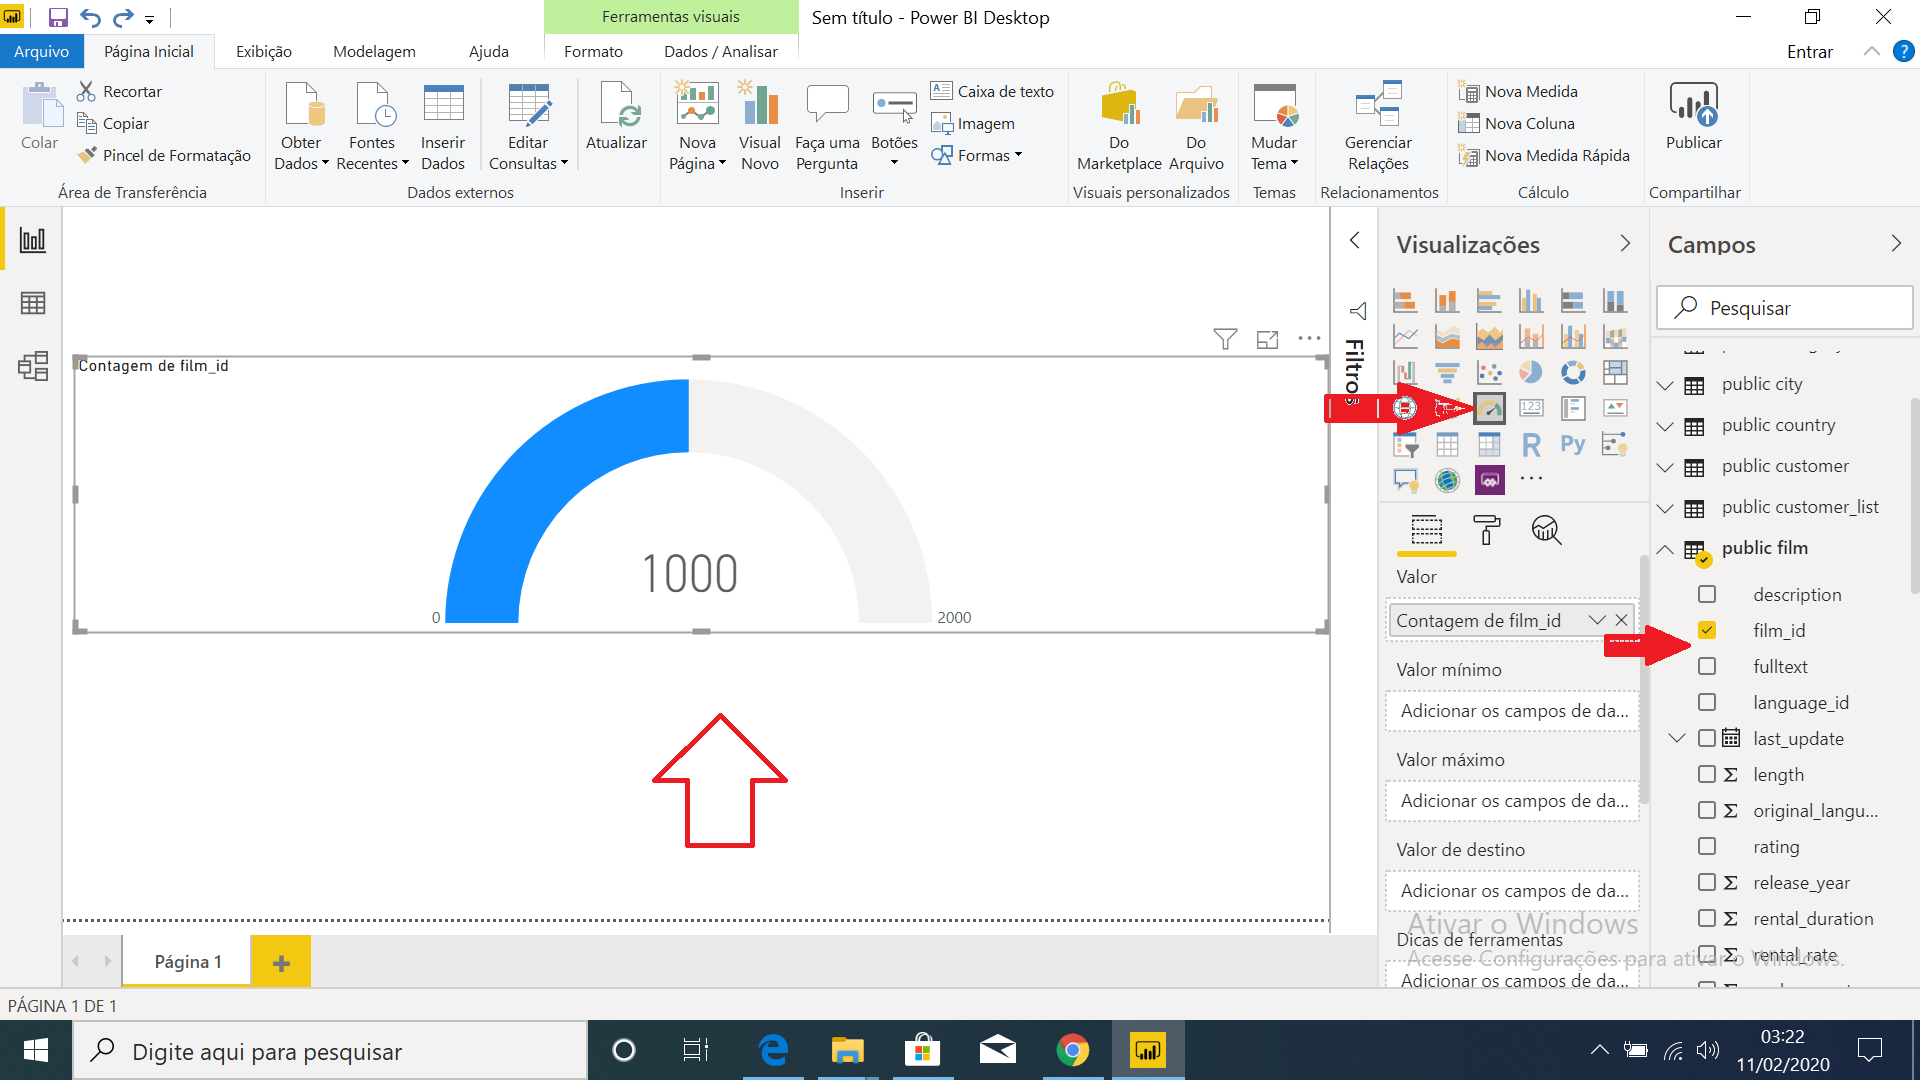 Ferramentas visuais
Sem título - Power BI Desktop
Arquivo
Página Inicial
Exibição
Modelagem
Ajuda
Formato
Dados / Analisar
Entrar
?
Colar
Recortar
Copiar
Pincel de Formatação
Área de Transferência
Obter
Dados
Fontes
Recentes
Inserir
Dados
Editar
Consultas
Atualizar
Dados externos
Nova
Página
Visual
Novo
Faça uma
Pergunta
Botões
Caixa de texto
Imagem
Formas
Inserir
Do
Marketplace
Do
Arquivo
Visuais personalizados
Mudar
Tema
Temas
Gerenciar
Relações
Relacionamentos
Nova Medida
Nova Coluna
Nova Medida Rápida
Cálculo
Publicar
Compartilhar
Contagem de film_id
1000
0
2000
Filtros
Visualizações
123
R
Py
Valor
Contagem de film_id
Valor mínimo
Adicionar os campos de da...
Valor máximo
Adicionar os campos de da...
Valor de destino
Adicionar os campos de da...
Dicas de ferramentas
Adicionar os campos de da...
Campos
Pesquisar
public city
public country
public customer
public customer_list
public film
description
film_id
fulltext
language_id
last_update
length
original_langu...
rating
release_year
rental_duration
rental_rate
Ativar o Windows
Acesse Configurações para ativar o Windows.
Página 1
PÁGINA 1 DE 1
Digite aqui para pesquisar
03:22
11/02/2020